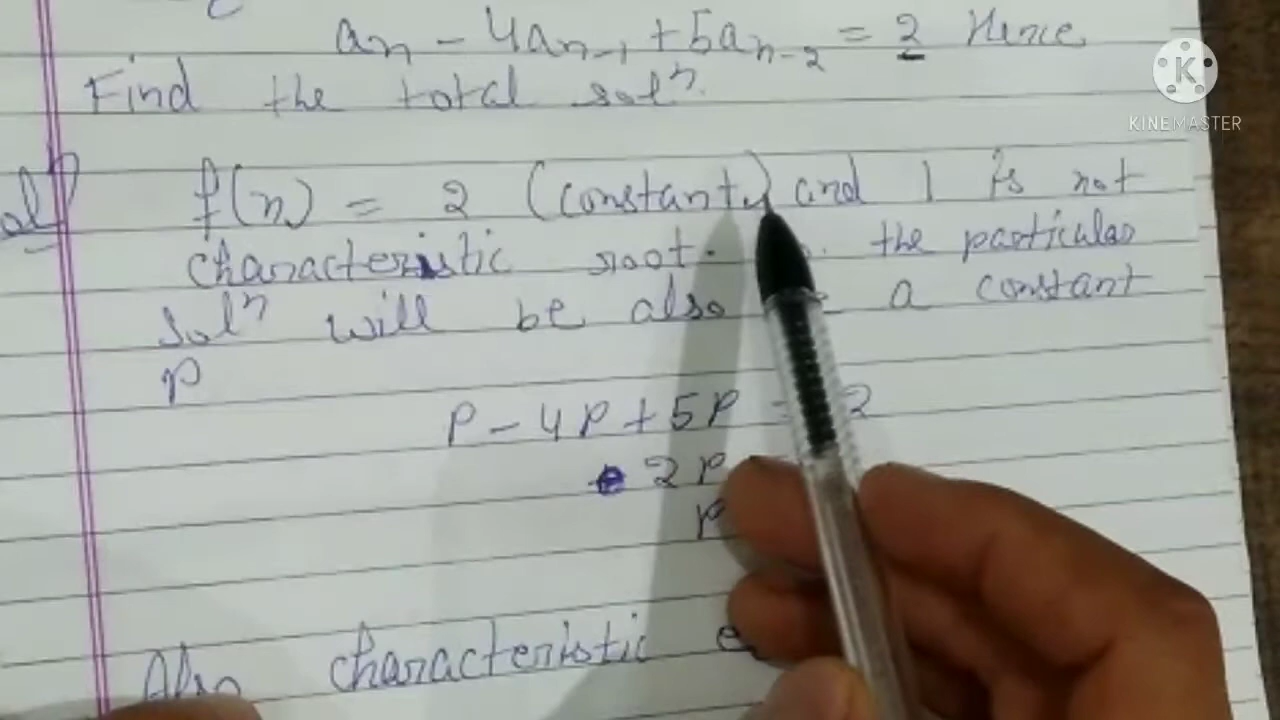 an - 4an-1 + 5an-2 = 2 Hence
Find the total solⁿ.
f(n) = 2 (constant) and 1 is not
characteristic root. the particular
solⁿ will be also a constant
P
P - 4P + 5P = 2
2P
P
Also characteristic
K
KINEMASTER